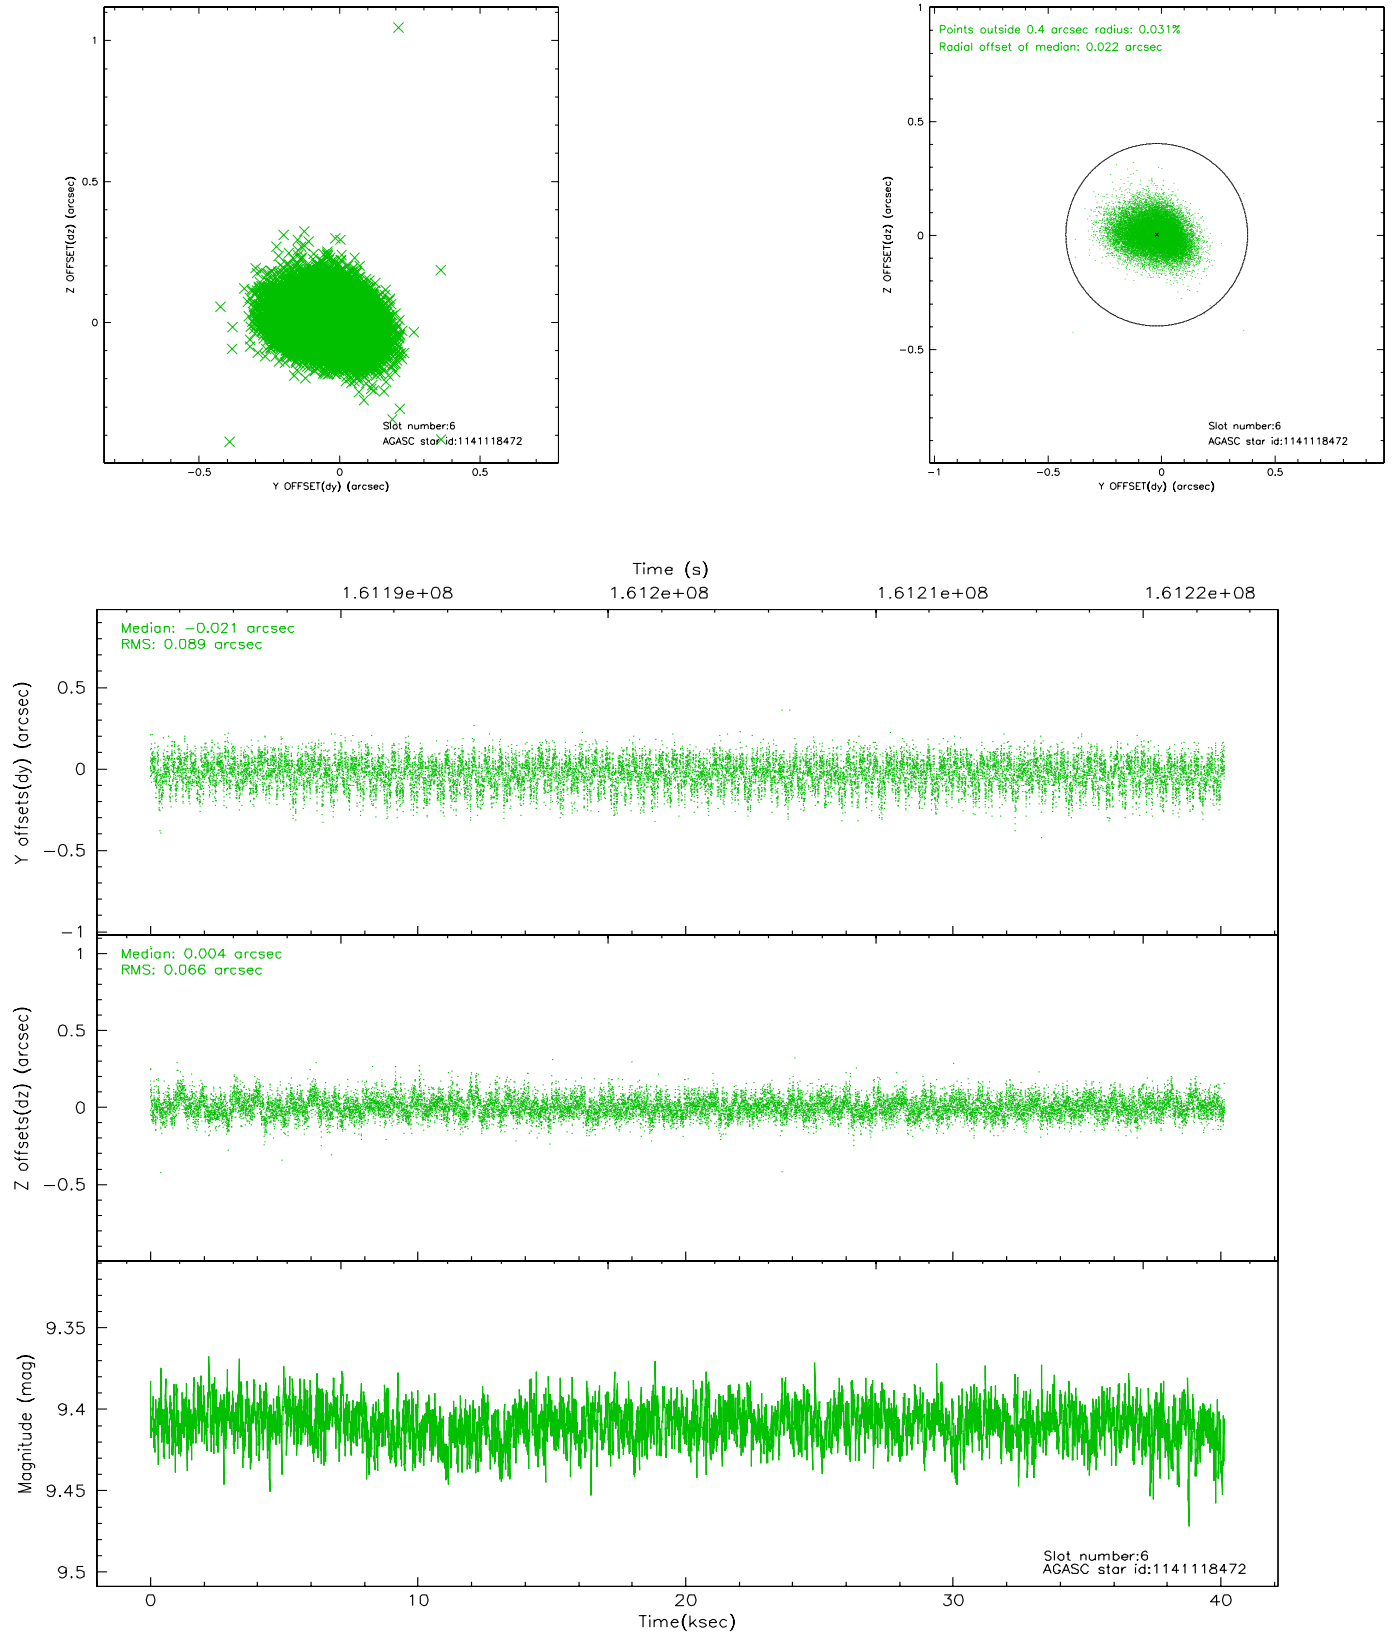 1
0.5
0
Z OFFSET(dz) (arcsec)
Slot number:6
AGASC star id:1141118472
-0.5
0
0.5
Y OFFSET(dy) (arcsec)
Points outside 0.4 arcsec radius: 0.031%
Radial offset of median: 0.022 arcsec
1
0.5
0
-0.5
Z OFFSET(dz) (arcsec)
Slot number:6
AGASC star id:1141118472
-1
-0.5
0
0.5
Y OFFSET(dy) (arcsec)
Time (s)
1.6119e+08
1.612e+08
1.6121e+08
1.6122e+08
Median: -0.021 arcsec
RMS: 0.089 arcsec
0.5
0
-0.5
-1
Y offsets(dy) (arcsec)
Median: 0.004 arcsec
RMS: 0.066 arcsec
1
0.5
0
-0.5
Z offsets(dz) (arcsec)
9.35
9.4
9.45
9.5
Magnitude (mag)
Slot number:6
AGASC star id:1141118472
0
10
20
30
40
Time(ksec)